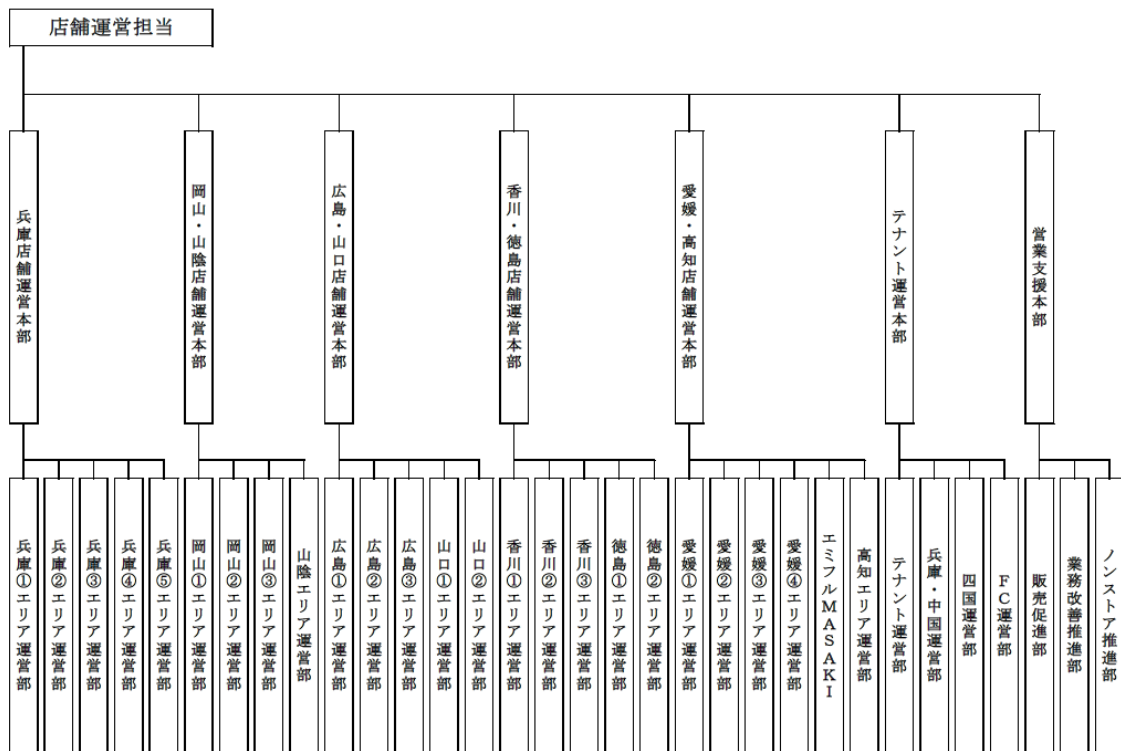 店舗運営担当
兵庫店舗運営本部
岡山・山陰店舗運営本部
広島・山口店舗運営本部
香川・徳島店舗運営本部
愛媛・高知店舗運営本部
テナント運営本部
営業支援本部
兵庫①エリア運営部
兵庫②エリア運営部
兵庫③エリア運営部
兵庫④エリア運営部
兵庫⑤エリア運営部
岡山①エリア運営部
岡山②エリア運営部
岡山③エリア運営部
山陰エリア運営部
広島①エリア運営部
広島②エリア運営部
広島③エリア運営部
山口①エリア運営部
山口②エリア運営部
香川①エリア運営部
香川②エリア運営部
香川③エリア運営部
徳島①エリア運営部
徳島②エリア運営部
愛媛①エリア運営部
愛媛②エリア運営部
愛媛③エリア運営部
愛媛④エリア運営部
エミフルMASAKI
高知エリア運営部
テナント運営部
兵庫・中国運営部
四国運営部
FC運営部
販売促進部
業務改善推進部
ノンストア推進部